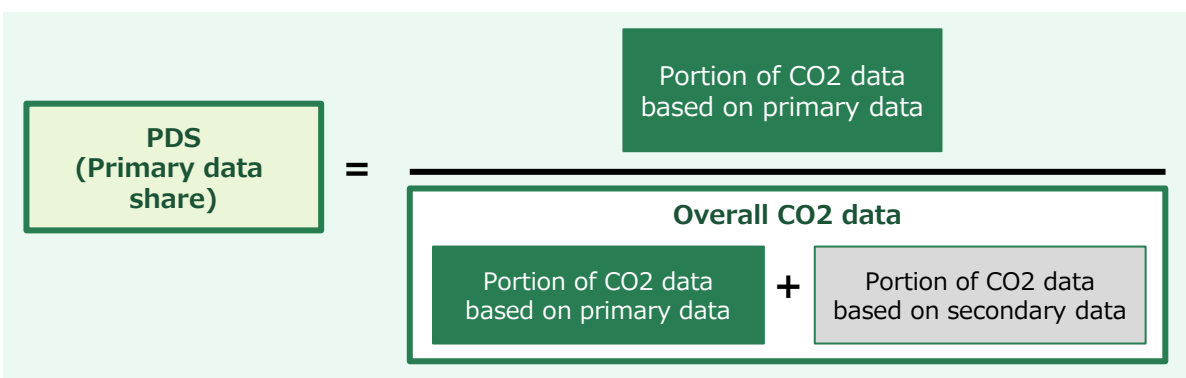 PDS
(Primary data
share)
=
Portion of CO2 data
based on primary data
Overall CO2 data
Portion of CO2 data
based on primary data
+
Portion of CO2 data
based on secondary data